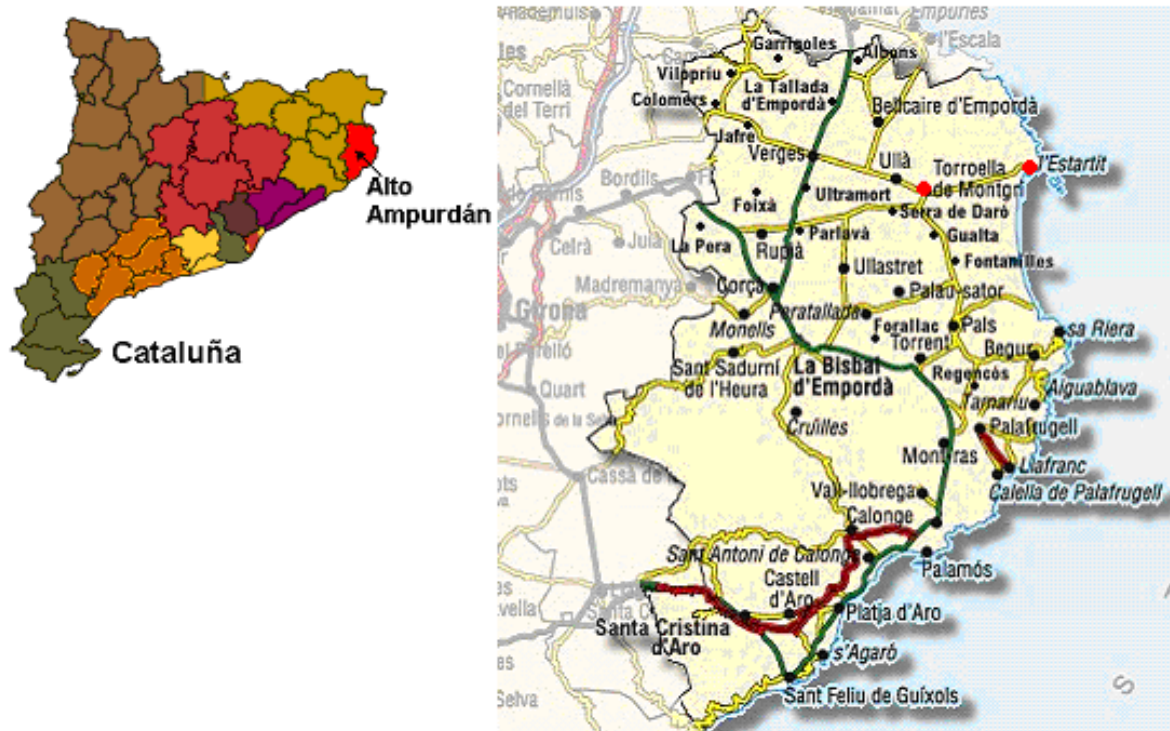 Alto
Ampurdán
Cataluña
Empúries
l'Escala
Garrigoles
Albons
Vilopriu
La Tallada
d'Empordà
Colomers
Cornellà
del Terri
Bellcaire d'Empordà
Jafre
Verges
Ullà
Torroella
de Montgrí
l'Estartit
Bordils
Foixà
Ultramort
Serra de Daró
Celrà
Juià
La Pera
Rupià
Parlavà
Gualta
Fontanilles
Ullastret
Madremanya
Corçà
Palau-sator
Girona
Monells
Peratallada
Forallac
Pals
sa Riera
Torrent
Begur
Sant Sadurní
de l'Heura
La Bisbal
d'Empordà
Regencós
Aiguablava
Quart
Tamariu
Cruïlles
Palafrugell
Mont-ras
Llafranc
Cassà de
Calella de Palafrugell
Vall-llobrega
Calonge
Sant Antoni de Calonge
Palamós
Castell
d'Aro
Platja d'Aro
Santa Cristina
d'Aro
s'Agaró
Sant Feliu de Guíxols
Selva
S